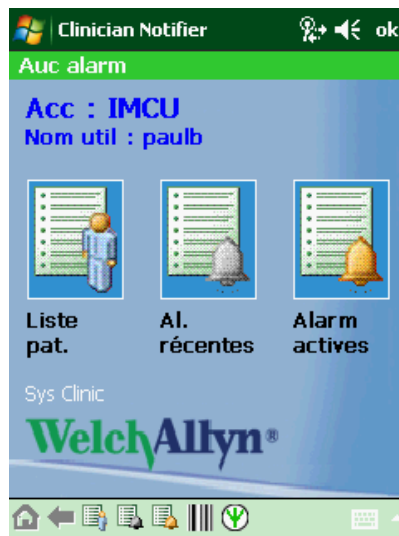 Clinician Notifier ok
Auc alarm
Acc : IMCU
Nom util : paulb
Liste pat.
Al. récentes
Alarm actives
Sys Clinic
WelchAllyn®